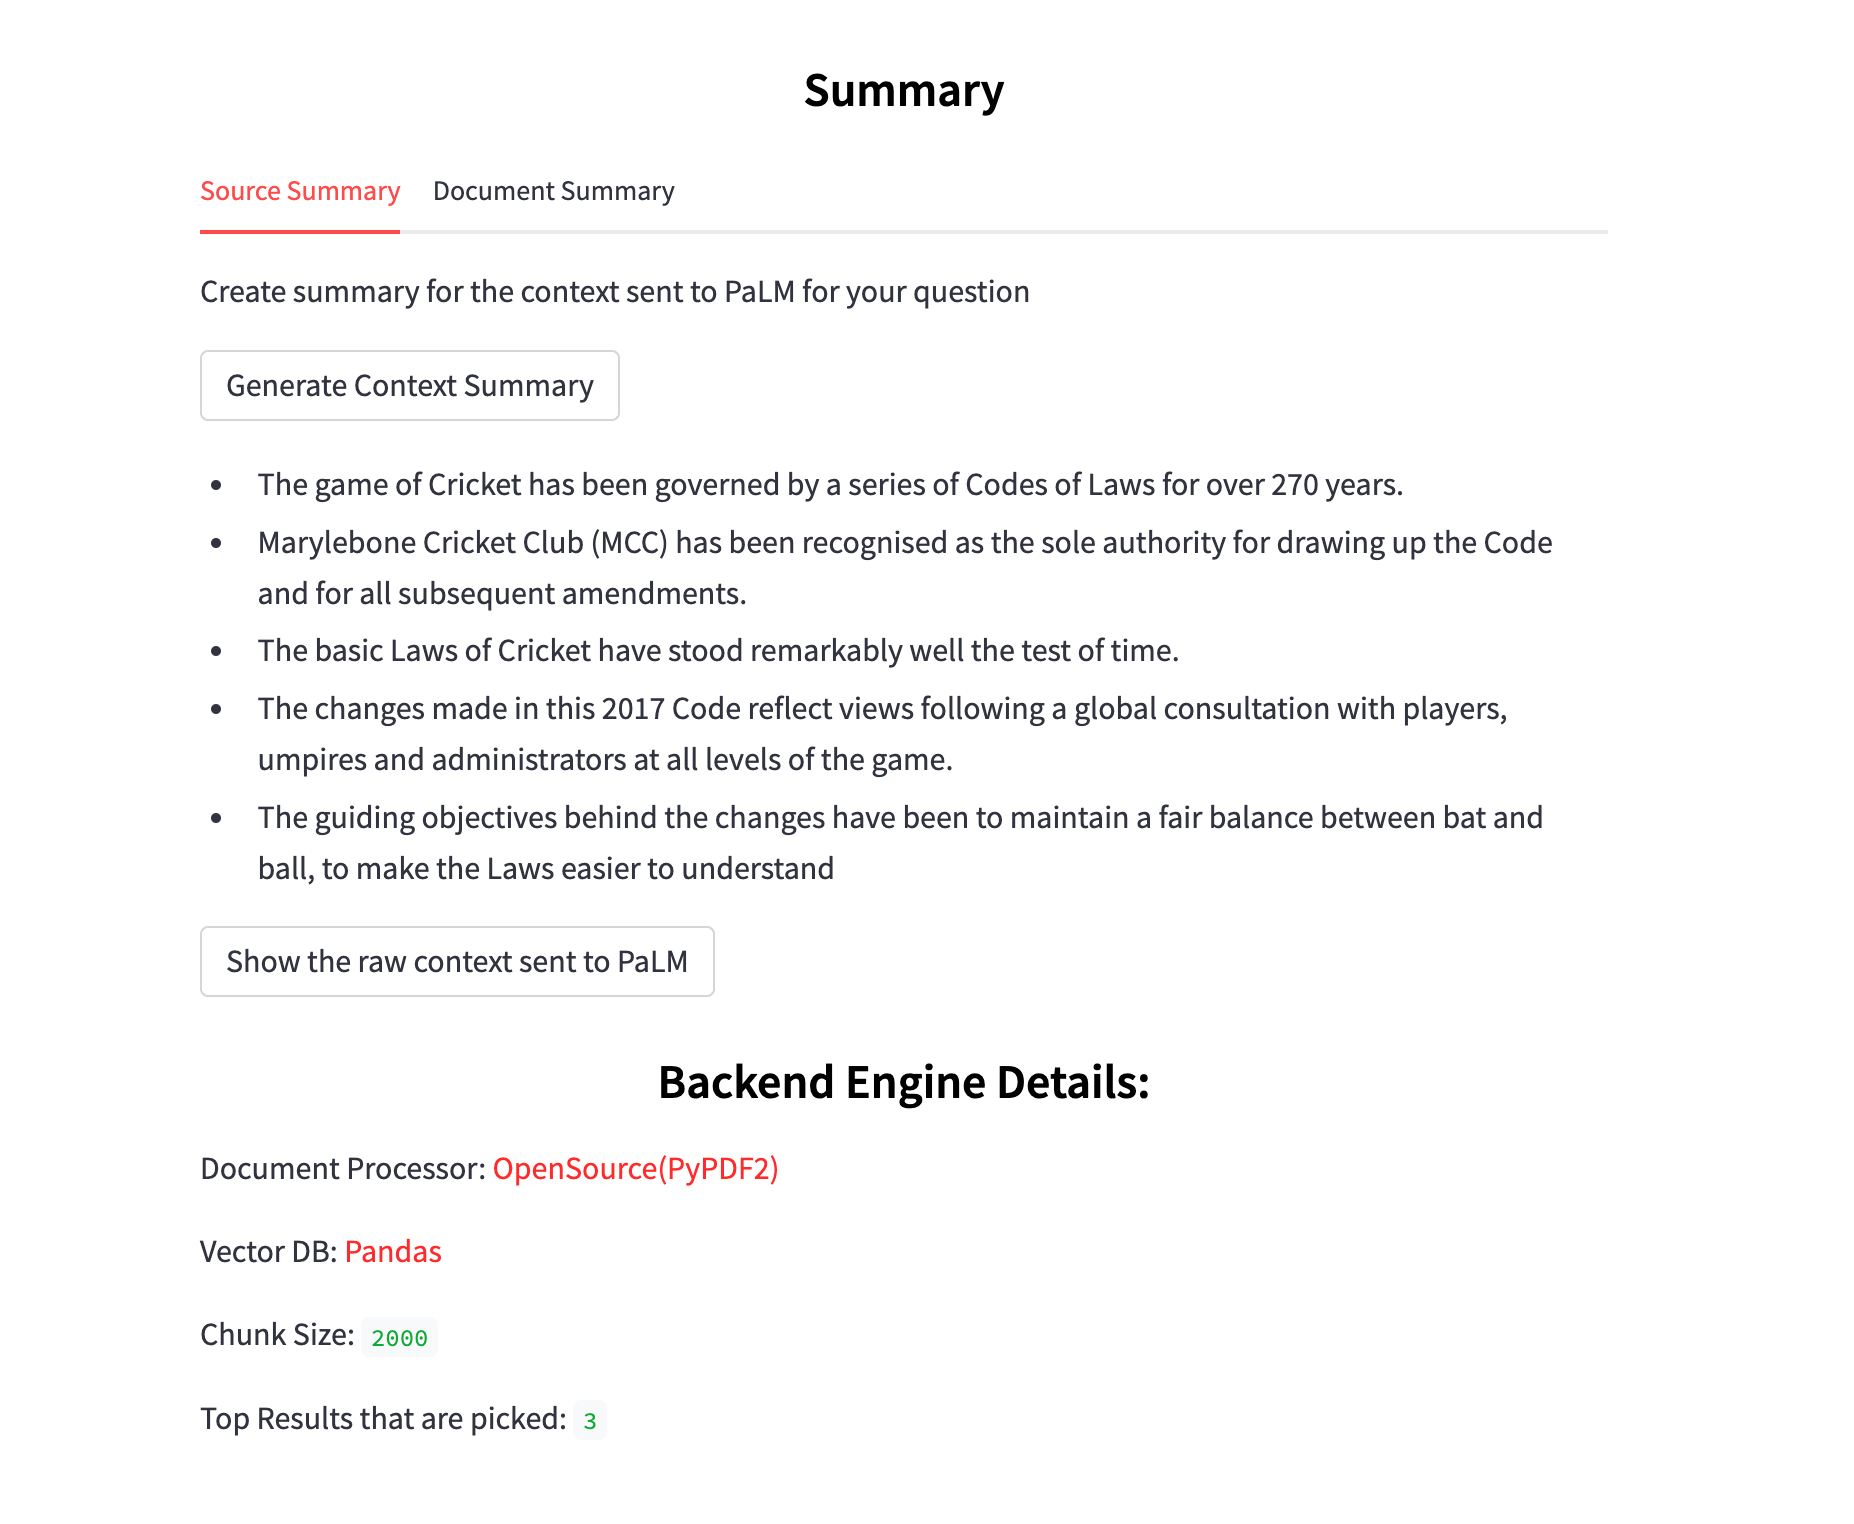 Summary
Source Summary Document Summary
Create summary for the context sent to PaLM for your question
Generate Context Summary
• The game of Cricket has been governed by a series of Codes of Laws for over 270 years.
• Marylebone Cricket Club (MCC) has been recognised as the sole authority for drawing up the Code
and for all subsequent amendments.
• The basic Laws of Cricket have stood remarkably well the test of time.
• The changes made in this 2017 Code reflect views following a global consultation with players,
umpires and administrators at all levels of the game.
• The guiding objectives behind the changes have been to maintain a fair balance between bat and
ball, to make the Laws easier to understand
Show the raw context sent to PaLM
Backend Engine Details:
Document Processor: OpenSource(PyPDF2)
Vector DB: Pandas
Chunk Size: 2000
Top Results that are picked: 3